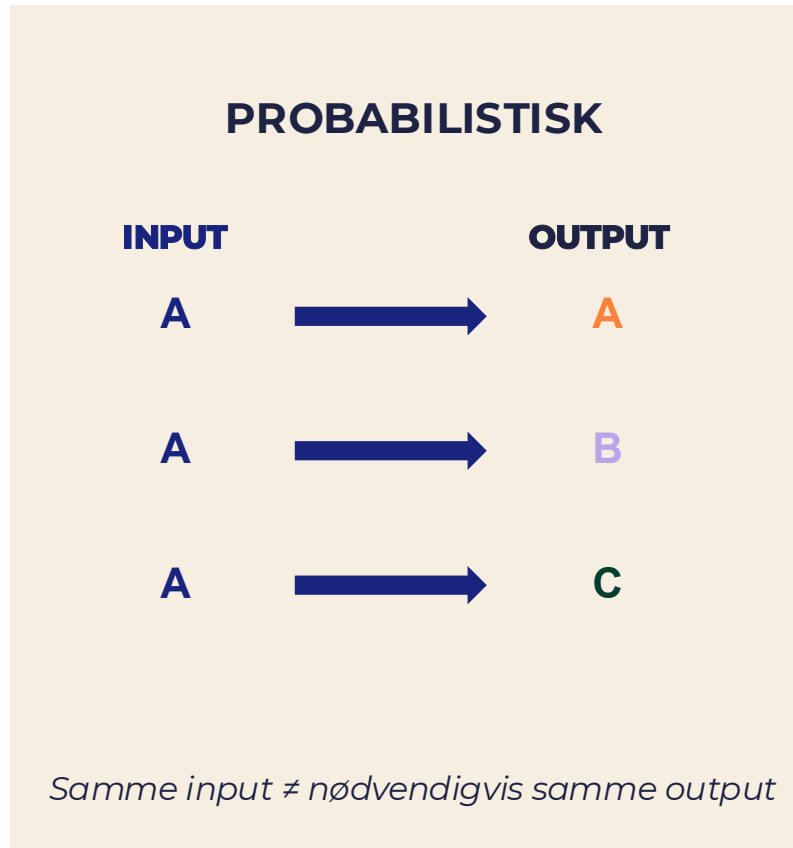 PROBABILISTISK
INPUT OUTPUT
A A
A B
A C
Samme input ≠ nødvendigvis samme output